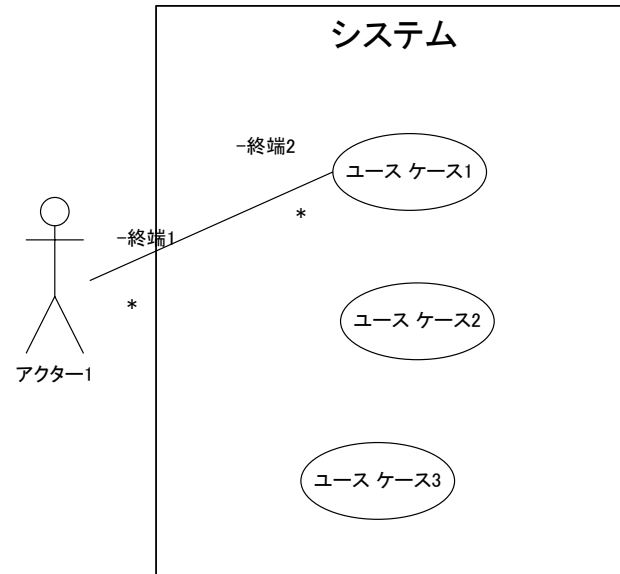 システム
-終端2
ユース ケース1
*
-終端1
*
アクター1
ユース ケース2
ユース ケース3